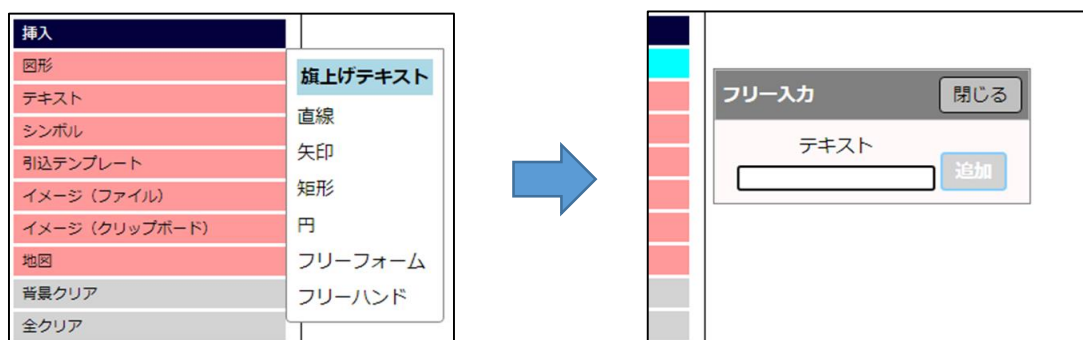 挿入
図形
テキスト
シンボル
引込テンプレート
イメージ（ファイル）
イメージ（クリップボード）
地図
背景クリア
全クリア
旗上げテキスト
直線
矢印
矩形
円
フリーフォーム
フリーハンド
フリー入力
閉じる
テキスト
追加